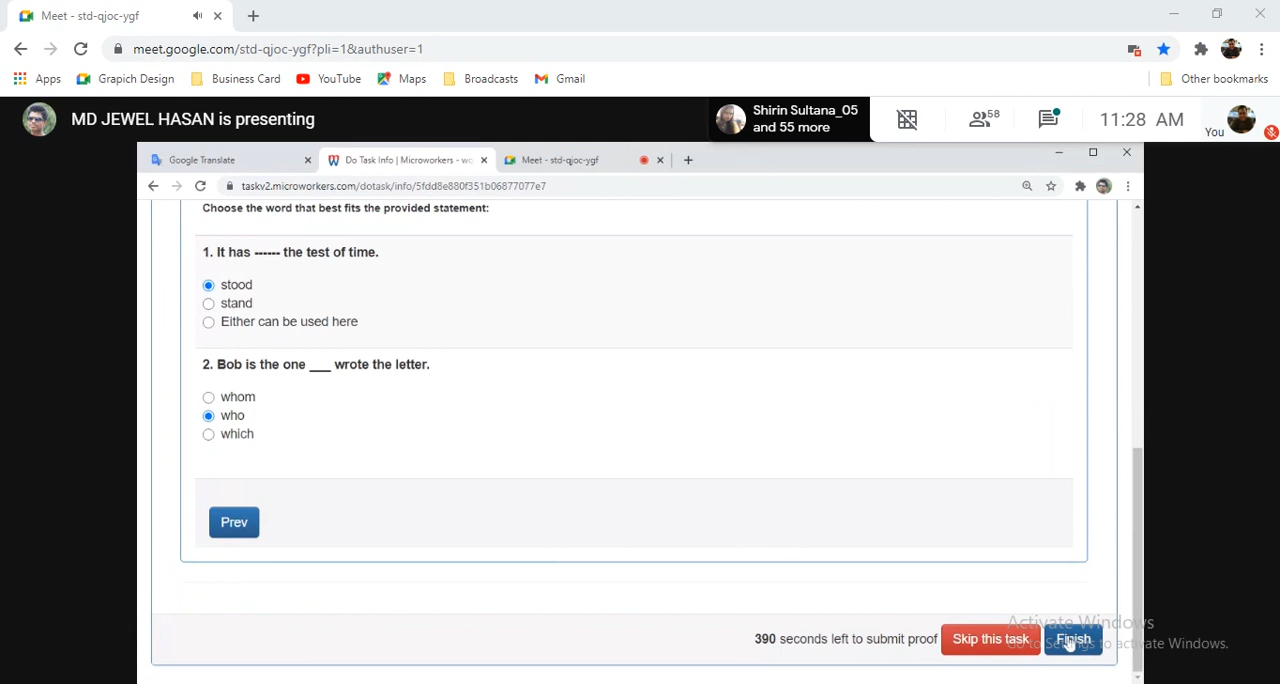 Meet - std-qjoc-ygf
meet.google.com/std-qjoc-ygf?pli=1&authuser=1
Apps Grapich Design Business Card YouTube Maps Broadcasts Gmail Other bookmarks
MD JEWEL HASAN is presenting
Shirin Sultana_05
and 55 more
58
11:28 AM
You
Google Translate Do Task Info | Microworkers - wo Meet - std-qjoc-ygf
taskv2.microworkers.com/dotask/info/5fdd8e880f351b06877077e7
Choose the word that best fits the provided statement:
1. It has ------ the test of time.
stood
stand
Either can be used here
2. Bob is the one ___ wrote the letter.
whom
who
which
Prev
390 seconds left to submit proof Skip this task Finish
Activate Windows
Go to Settings to activate Windows.